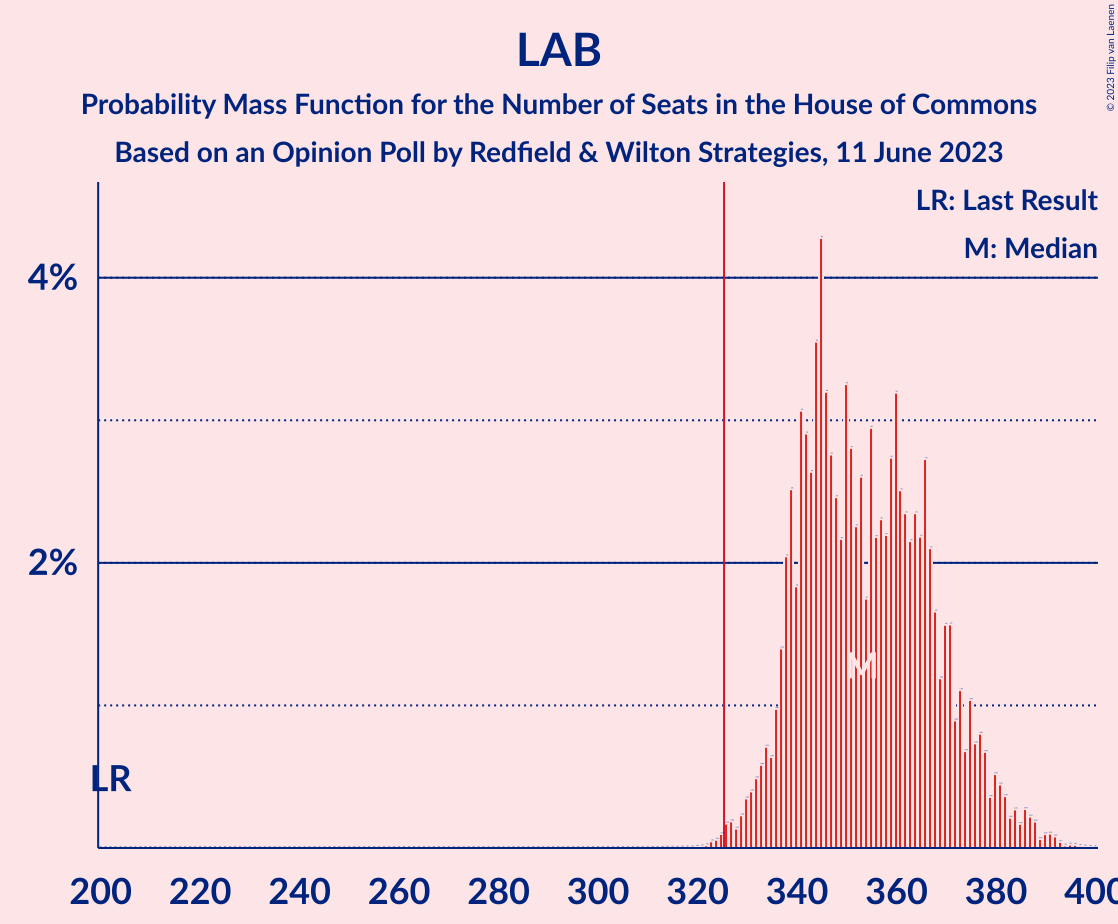 LAB
Probability Mass Function for the Number of Seats in the House of Commons
Based on an Opinion Poll by Redfield & Wilton Strategies, 11 June 2023
© 2023 Filip van Laenen
LR: Last Result
M: Median
4%
2%
M
LR
200 220 240 260 280 300 320 340 360 380 400